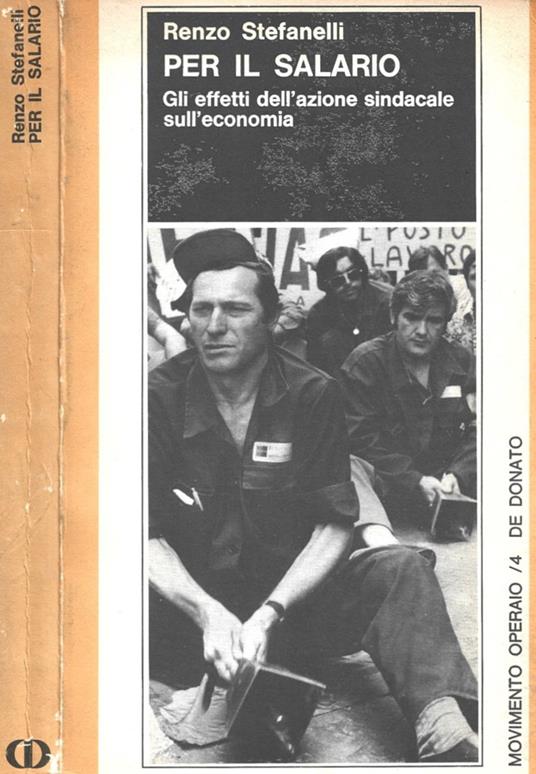 Renzo Stefanelli
PER IL SALARIO
Renzo Stefanelli
PER IL SALARIO
Gli effetti dell'azione sindacale
sull'economia
POSTO
LAVORO
MOVIMENTO OPERAIO /4 DE DONATO